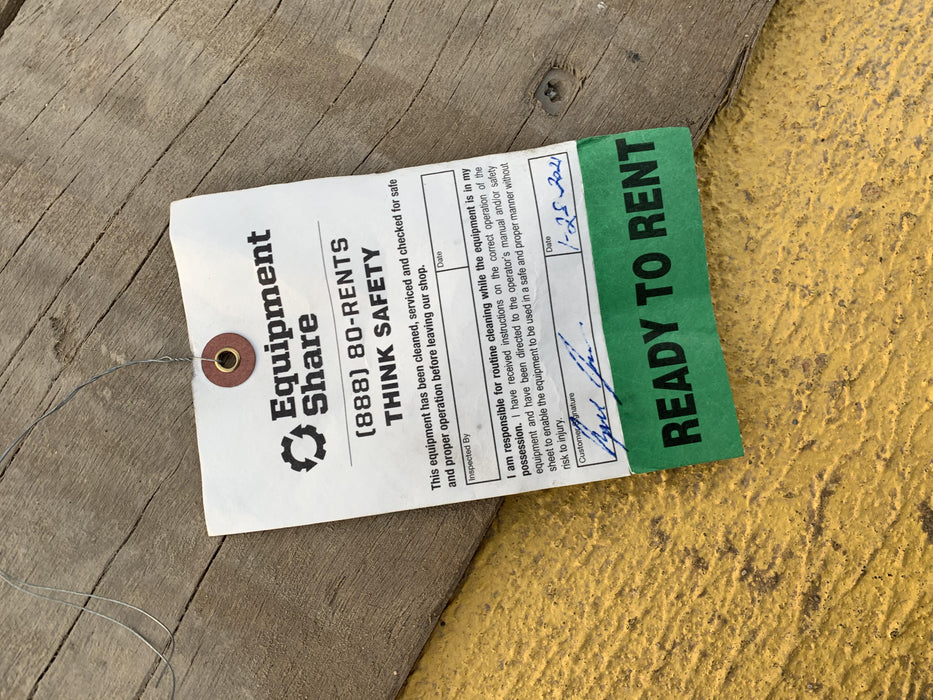 Equipment
Share
(888) 80-RENTS
THINK SAFETY
This equipment has been cleaned, serviced and checked for safe
and proper operation before leaving our shop.
Inspected By Date
I am responsible for routine cleaning while the equipment is in my
possession. I have received instructions on the correct operation of the
equipment and have been directed to the operator's manual and/or safety
sheet to enable the equipment to be used in a safe and proper manner without
risk to injury.
Customer Signature Date
1-25-2021
READY TO RENT